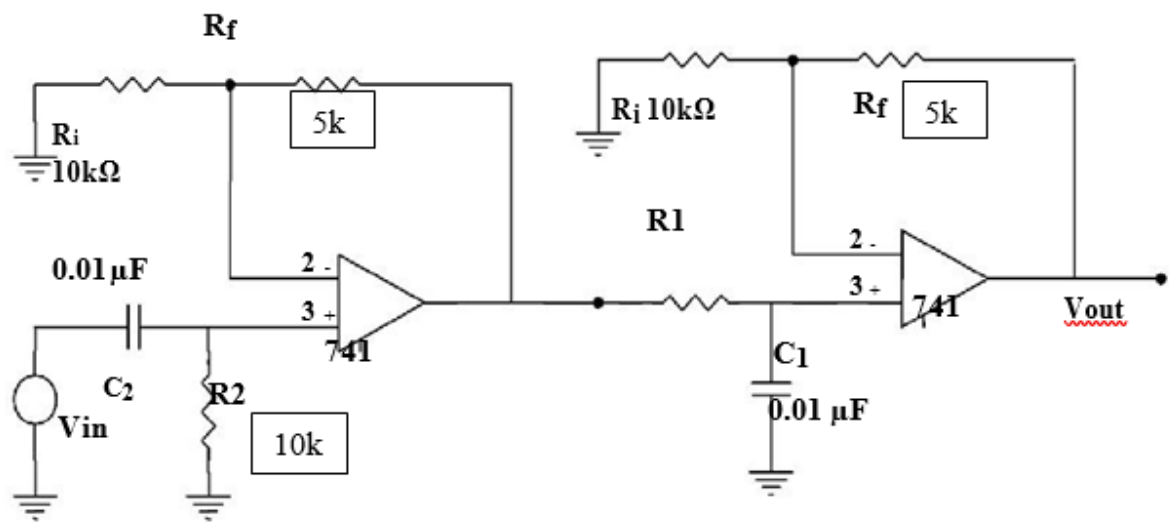 Rf
5k
Ri
10kΩ
2 -
3 +
741
0.01 µF
C2
R2
Vin
10k
Ri 10kΩ
Rf
5k
R1
2 -
3 +
741
Vout
C1
0.01 µF